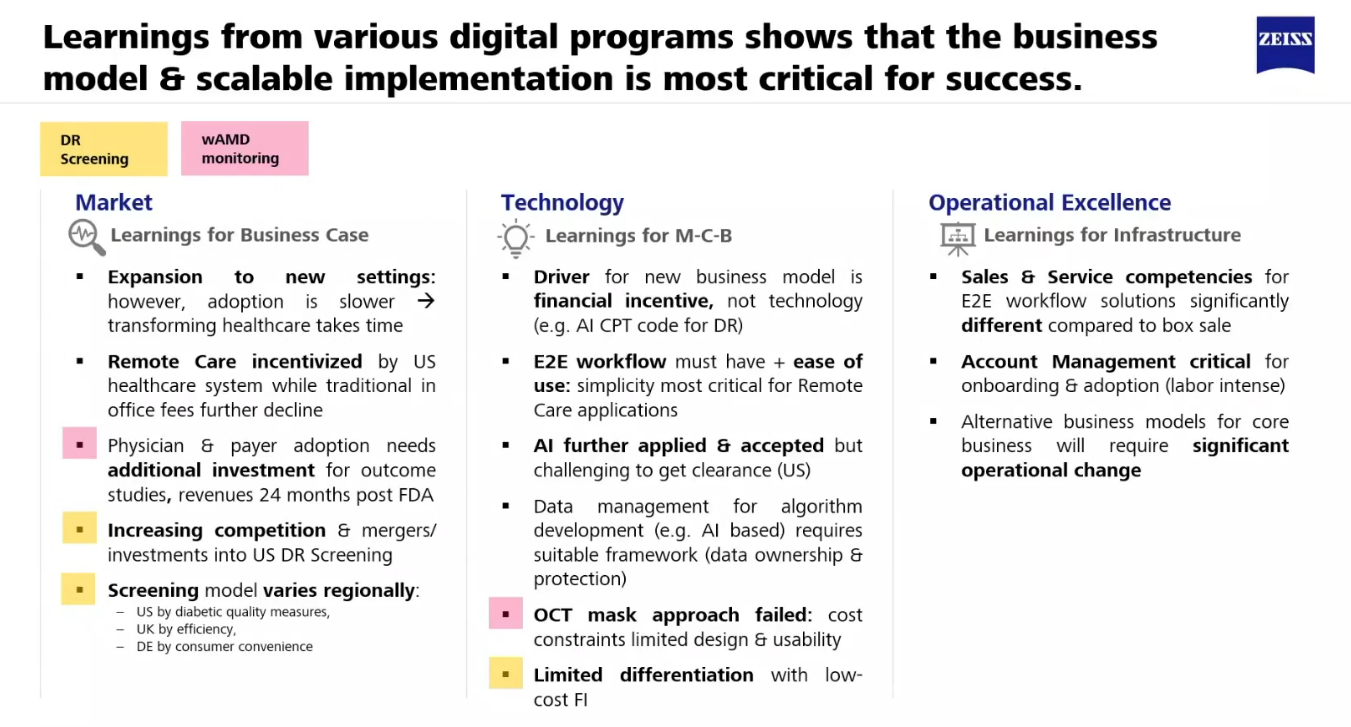 Learnings from various digital programs shows that the business
model & scalable implementation is most critical for success.
ZEISS
DR
Screening
wAMD
monitoring
Market
Learnings for Business Case
▪ Expansion to new settings:
however, adoption is slower →
transforming healthcare takes time
▪ Remote Care incentivized by US
healthcare system while traditional in
office fees further decline
▪ Physician & payer adoption needs
additional investment for outcome
studies, revenues 24 months post FDA
▪ Increasing competition & mergers/
investments into US DR Screening
▪ Screening model varies regionally:
– US by diabetic quality measures,
– UK by efficiency,
– DE by consumer convenience
Technology
Learnings for M-C-B
▪ Driver for new business model is
financial incentive, not technology
(e.g. AI CPT code for DR)
▪ E2E workflow must have + ease of
use: simplicity most critical for Remote
Care applications
▪ AI further applied & accepted but
challenging to get clearance (US)
▪ Data management for algorithm
development (e.g. AI based) requires
suitable framework (data ownership &
protection)
▪ OCT mask approach failed: cost
constraints limited design & usability
▪ Limited differentiation with low-
cost FI
Operational Excellence
Learnings for Infrastructure
▪ Sales & Service competencies for
E2E workflow solutions significantly
different compared to box sale
▪ Account Management critical for
onboarding & adoption (labor intense)
▪ Alternative business models for core
business will require significant
operational change